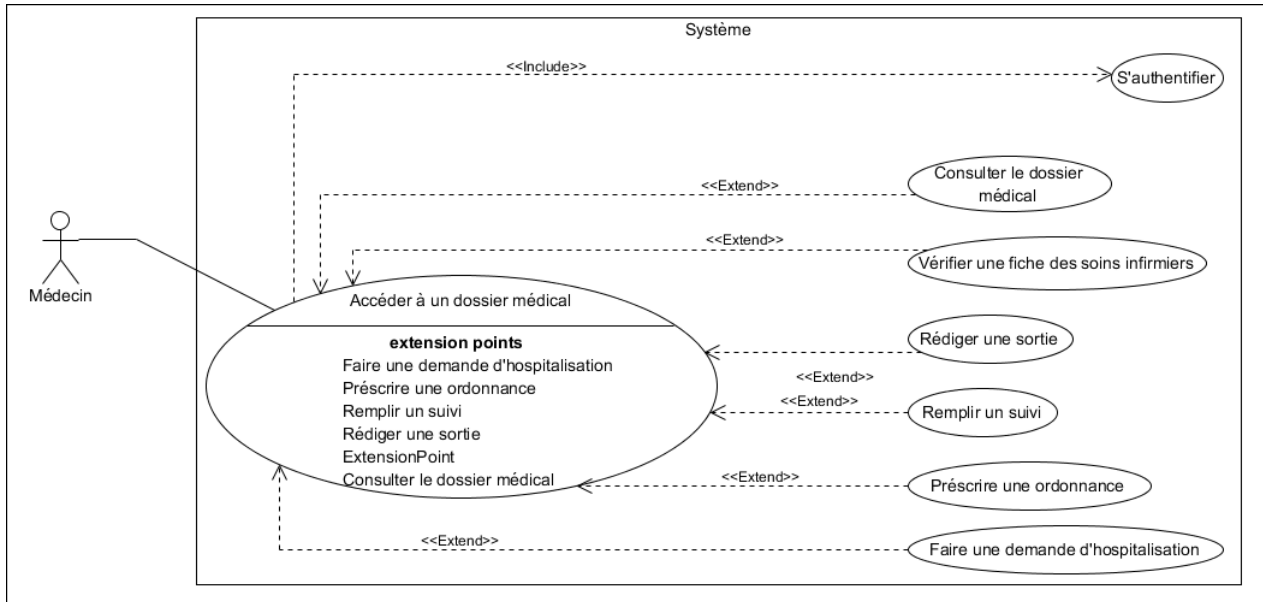 Système
<<Include>>
S'authentifier
Consulter le dossier
médical
<<Extend>>
<<Extend>>
Vérifier une fiche des soins infirmiers
Médecin
Accéder à un dossier médical
extension points
Faire une demande d'hospitalisation
Préscrire une ordonnance
Remplir un suivi
Rédiger une sortie
ExtensionPoint
Consulter le dossier médical
Rédiger une sortie
<<Extend>>
<<Extend>>
Remplir un suivi
<<Extend>>
Préscrire une ordonnance
<<Extend>>
Faire une demande d'hospitalisation